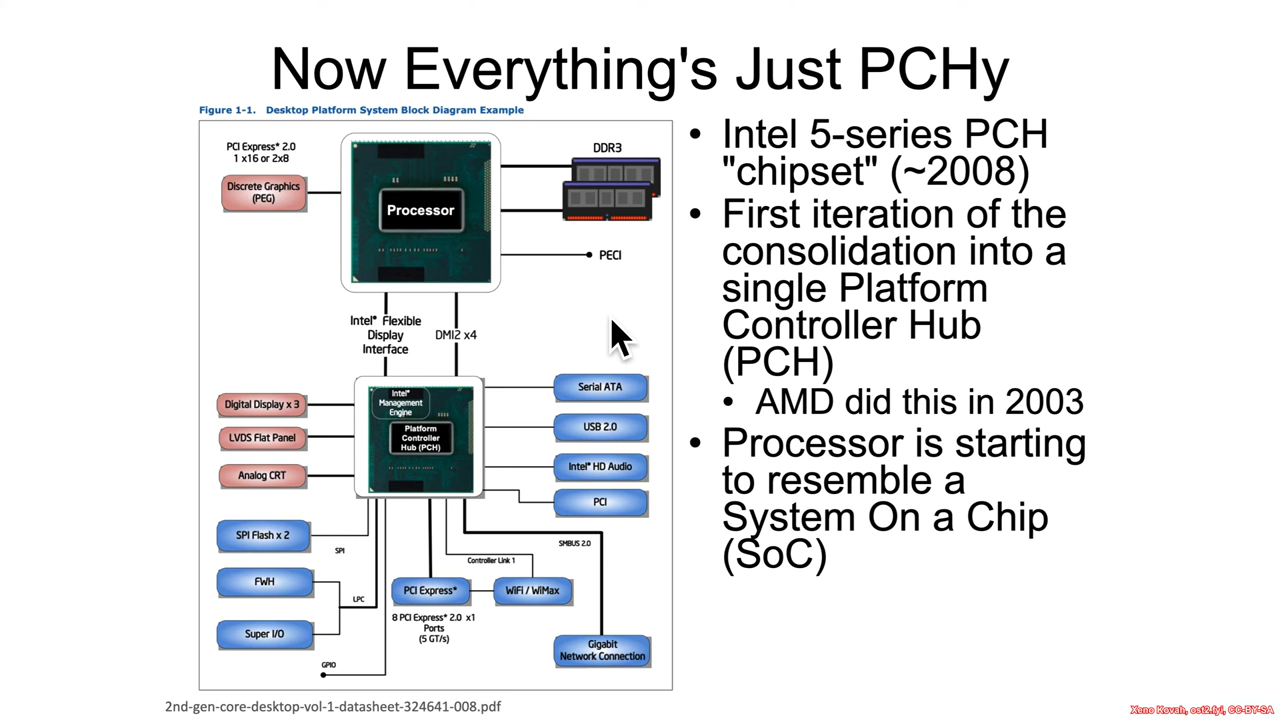 Now Everything's Just PCHy
Figure 1-1. Desktop Platform System Block Diagram Example
PCI Express* 2.0
1 x16 or 2x8
Discrete Graphics
(PEG)
Processor
DDR3
PECI
Intel® Flexible
Display
Interface
DMI2 x4
Intel®
Management
Engine
Platform
Controller
Hub (PCH)
Digital Display x 3
LVDS Flat Panel
Analog CRT
Serial ATA
USB 2.0
Intel® HD Audio
PCI
SPI Flash x 2
SPI
FWH
LPC
Super I/O
GPIO
SMBUS 2.0
Controller Link 1
PCI Express*
WiFi / WiMax
8 PCI Express* 2.0 x1
Ports
(5 GT/s)
Gigabit
Network Connection
• Intel 5-series PCH
"chipset" (~2008)
• First iteration of the
consolidation into a
single Platform
Controller Hub
(PCH)
• AMD did this in 2003
• Processor is starting
to resemble a
System On a Chip
(SoC)
2nd-gen-core-desktop-vol-1-datasheet-324641-008.pdf
Xeno Kovah, ost2.fyi, CC-BY-SA